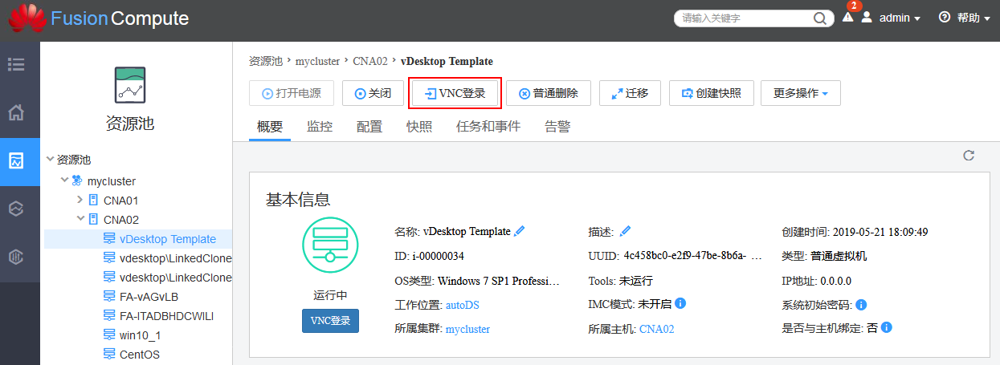 FusionCompute
请输入关键字
2
admin
帮助
资源池
资源池
mycluster
CNA01
CNA02
vDesktop Template
vdesktop\LinkedClone
vdesktop\LinkedClone
FA-vAGvLB
FA-ITADBHDCWILI
win10_1
CentOS
资源池 > mycluster > CNA02 > vDesktop Template
打开电源 关闭 VNC登录 普通删除 迁移 创建快照 更多操作
概要 监控 配置 快照 任务和事件 告警
基本信息
运行中
VNC登录
名称: vDesktop Template 描述: 创建时间: 2019-05-21 18:09:49
ID: i-00000034 UUID: 4c458bc0-e2f9-47be-8b6a- … 类型: 普通虚拟机
OS类型: Windows 7 SP1 Professi… Tools: 未运行 IP地址: 0.0.0.0
工作位置: autoDS IMC模式: 未开启 系统初始密码:
所属集群: mycluster 所属主机: CNA02 是否与主机绑定: 否